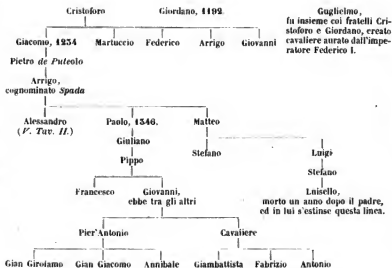 Cristoforo Giordano, 1192. Guglielmo,
fu insieme coi fratelli Cri-
stoforo e Giordano, creato
cavaliere aurato dall'impe-
ratore Federico I.
Giacomo, 1234 Martuccio Federico Arrigo Giovanni
Pietro de Puteolo
Arrigo,
cognominato Spada
Alessandro Paolo, 1346. Matteo
(V. Tav. II.)
Giuliano Stefano Luigi
Pippo Stefano
Francesco Giovanni, Luisello,
ebbe tra gli altri morto un anno dopo il padre,
ed in lui s'estinse questa linea.
Pier'Antonio Cavaliere
Gian Girolamo Gian Giacomo Annibale Giambattista Fabrizio Antonio